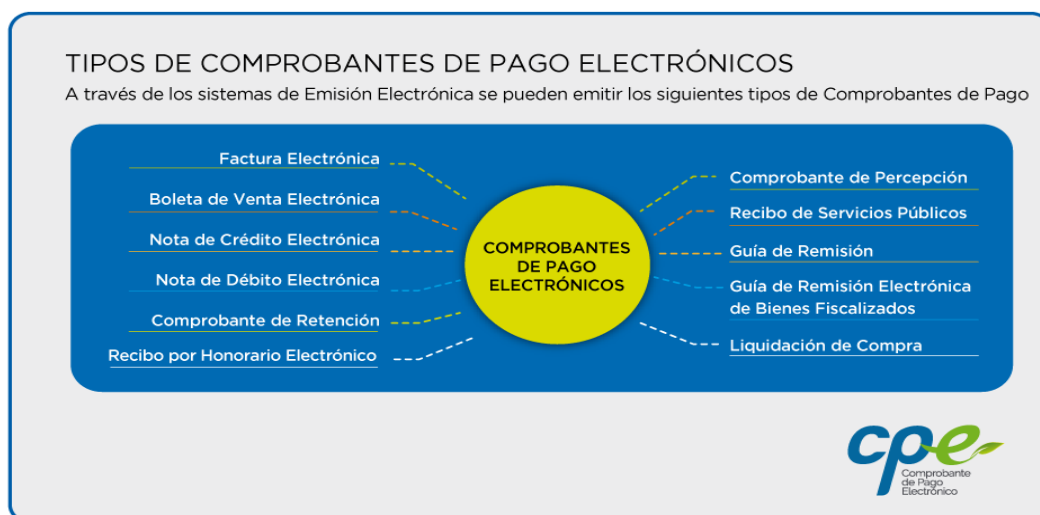 TIPOS DE COMPROBANTES DE PAGO ELECTRÓNICOS
A través de los sistemas de Emisión Electrónica se pueden emitir los siguientes tipos de Comprobantes de Pago
Factura Electrónica
Boleta de Venta Electrónica
Nota de Crédito Electrónica
Nota de Débito Electrónica
Comprobante de Retención
Recibo por Honorario Electrónico
COMPROBANTES
DE PAGO
ELECTRÓNICOS
Comprobante de Percepción
Recibo de Servicios Públicos
Guía de Remisión
Guía de Remisión Electrónica
de Bienes Fiscalizados
Liquidación de Compra
cpe
Comprobante
de Pago
Electrónico